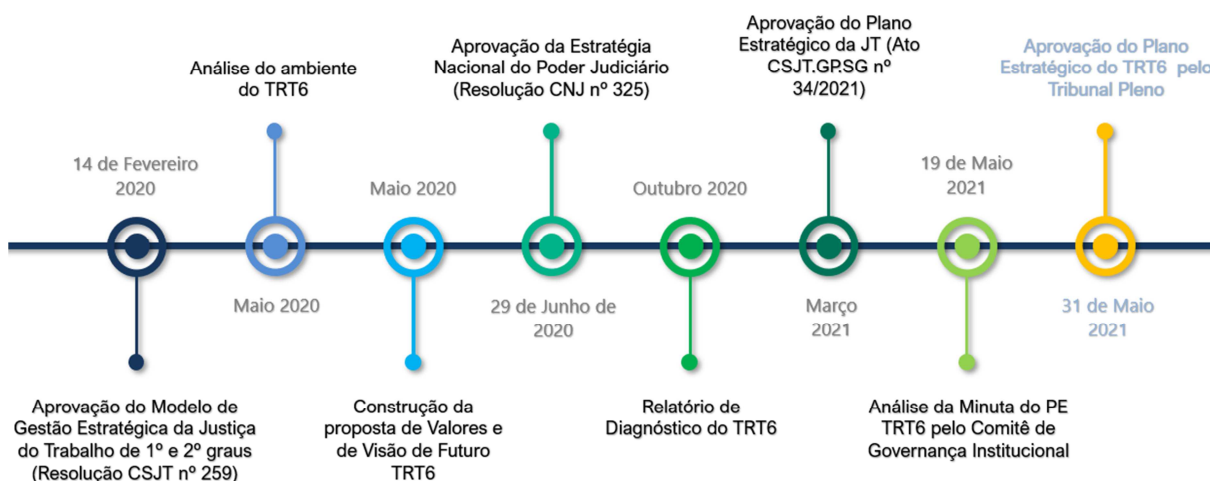 14 de Fevereiro
2020
Aprovação do Modelo de
Gestão Estratégica da Justiça
do Trabalho de 1º e 2º graus
(Resolução CSJT nº 259)
Análise do ambiente
do TRT6
Maio 2020
Maio 2020
Construção da
proposta de Valores e
de Visão de Futuro
TRT6
Aprovação da Estratégia
Nacional do Poder Judiciário
(Resolução CNJ nº 325)
29 de Junho de
2020
Outubro 2020
Relatório de
Diagnóstico do TRT6
Aprovação do Plano
Estratégico da JT (Ato
CSJT.GP.SG nº
34/2021)
Março
2021
19 de Maio
2021
Análise da Minuta do PE
TRT6 pelo Comitê de
Governança Institucional
Aprovação do Plano
Estratégico do TRT6 pelo
Tribunal Pleno
31 de Maio
2021